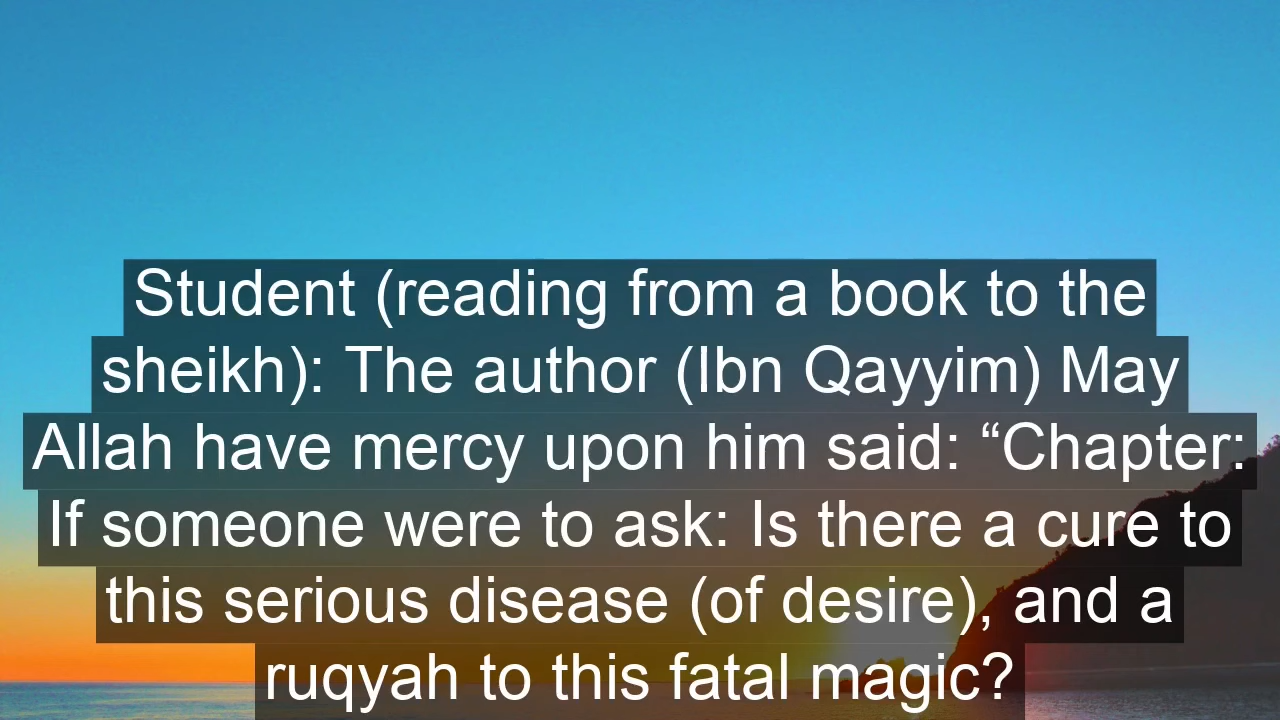 Student (reading from a book to the
sheikh): The author (Ibn Qayyim) May
Allah have mercy upon him said: “Chapter:
If someone were to ask: Is there a cure to
this serious disease (of desire), and a
ruqyah to this fatal magic?